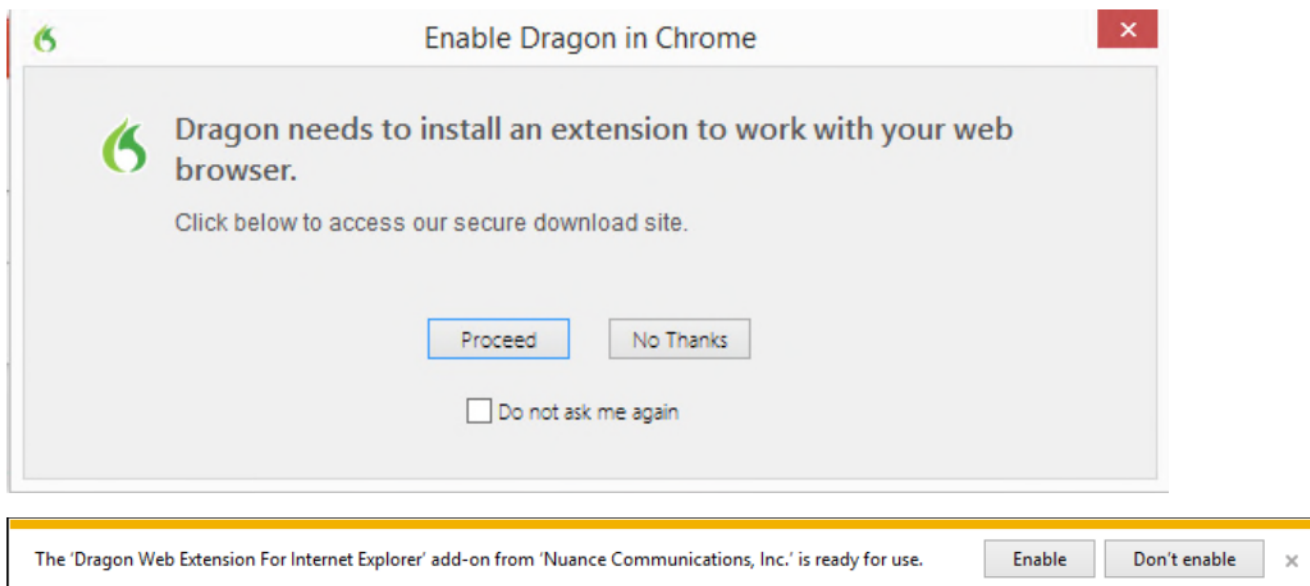 Enable Dragon in Chrome
Dragon needs to install an extension to work with your web
browser.
Click below to access our secure download site.
Proceed No Thanks
Do not ask me again
The 'Dragon Web Extension For Internet Explorer' add-on from 'Nuance Communications, Inc.' is ready for use. Enable Don't enable